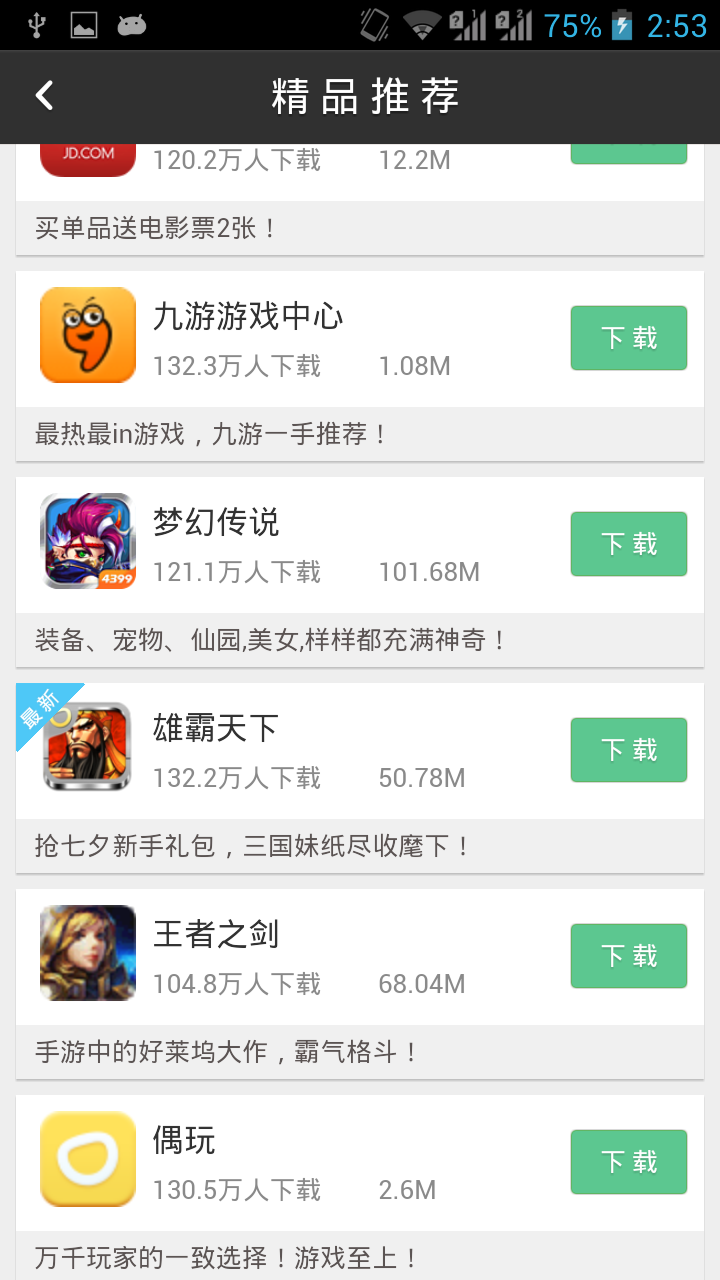 75% 2:53
精品推荐
JD.COM
120.2万人下载 12.2M
买单品送电影票2张！
九游游戏中心
132.3万人下载 1.08M
下载
最热最in游戏，九游一手推荐！
梦幻传说
4399
121.1万人下载 101.68M
下载
装备、宠物、仙园,美女,样样都充满神奇！
最新
雄霸天下
132.2万人下载 50.78M
下载
抢七夕新手礼包，三国妹纸尽收麾下！
王者之剑
104.8万人下载 68.04M
下载
手游中的好莱坞大作，霸气格斗！
偶玩
130.5万人下载 2.6M
下载
万千玩家的一致选择！游戏至上！